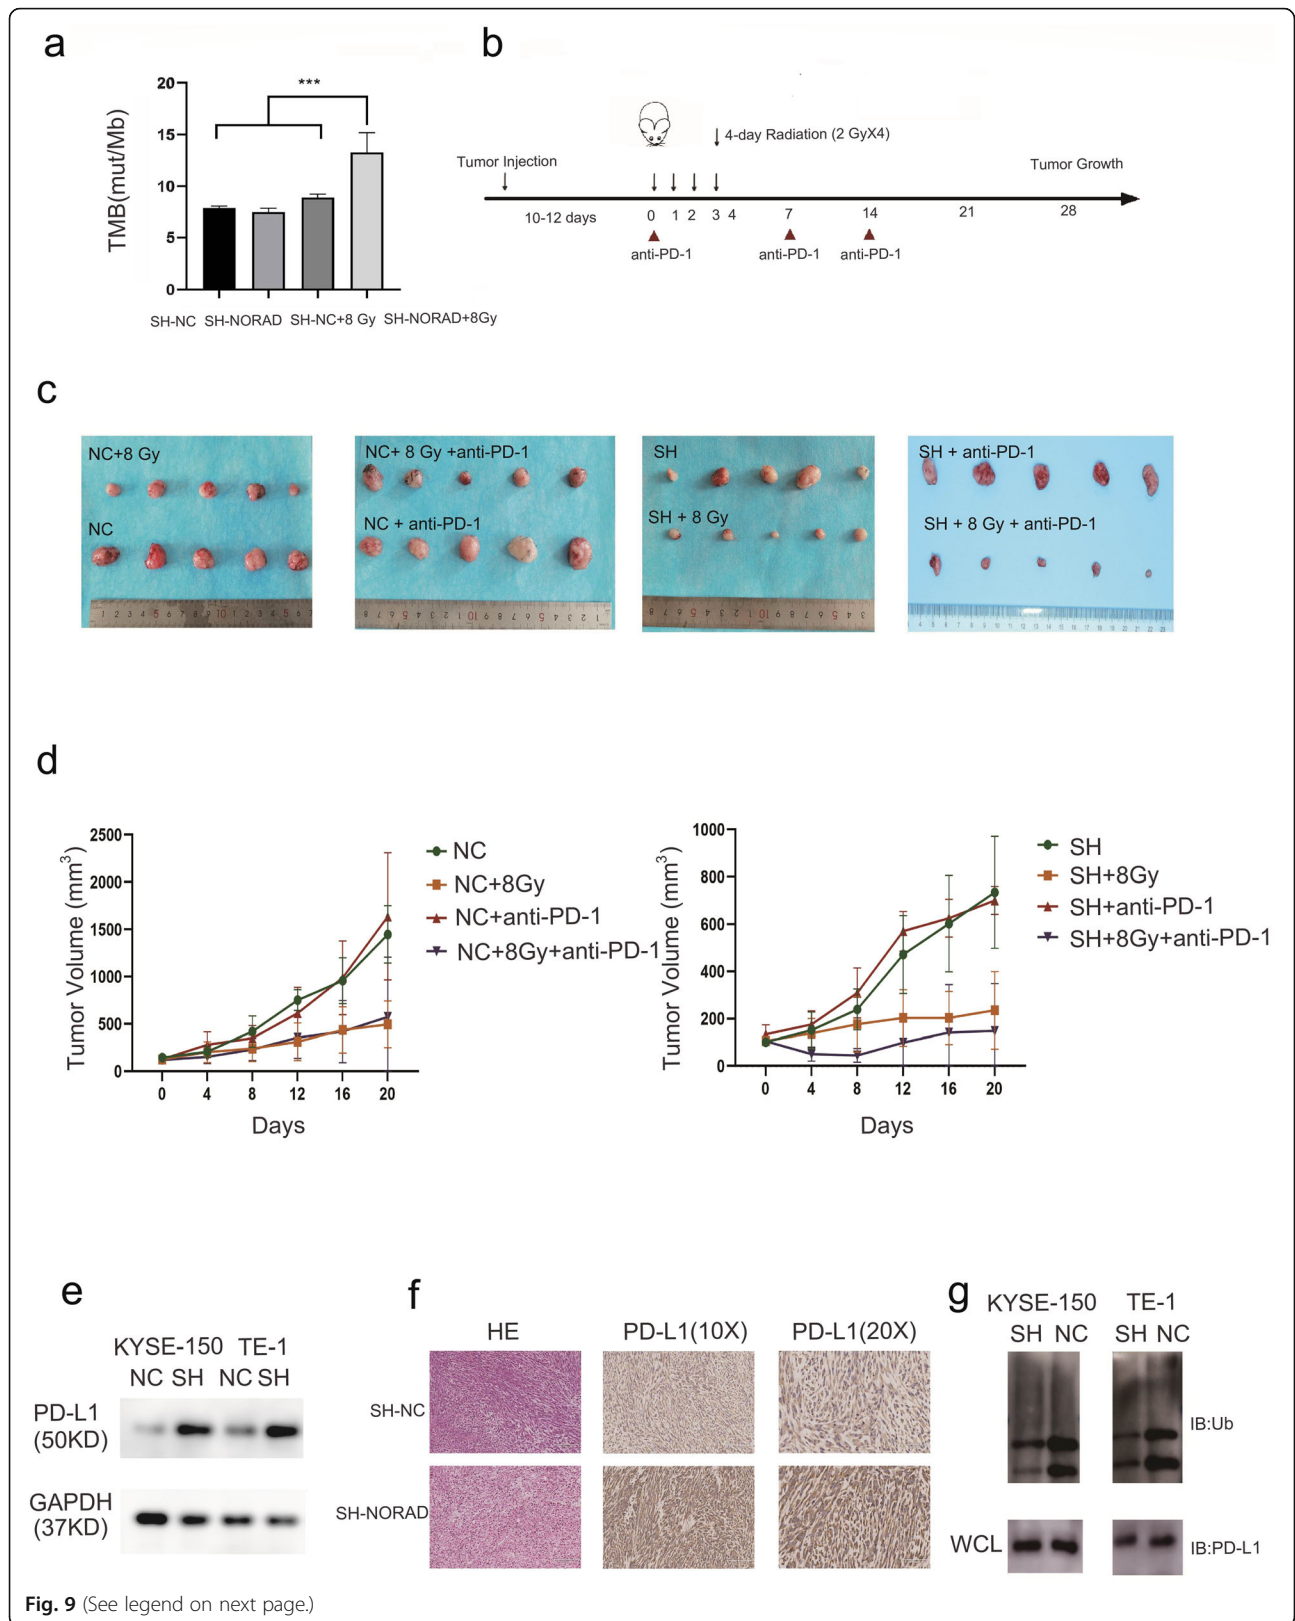 a
20
15
10
5
0
TMB(mut/Mb)
***
SH-NC SH-NORAD SH-NC+8 Gy SH-NORAD+8Gy
b
4-day Radiation (2 GyX4)
Tumor Injection
Tumor Growth
10-12 days
0 1 2 3 4 7 14 21 28
anti-PD-1 anti-PD-1 anti-PD-1
c
NC+8 Gy
NC
NC+ 8 Gy +anti-PD-1
NC + anti-PD-1
SH
SH + 8 Gy
SH + anti-PD-1
SH + 8 Gy + anti-PD-1
d
2500
2000
1500
1000
500
0
Tumor Volume (mm³)
0 4 8 12 16 20
Days
NC
NC+8Gy
NC+anti-PD-1
NC+8Gy+anti-PD-1
1000
800
600
400
200
0
Tumor Volume (mm³)
0 4 8 12 16 20
Days
SH
SH+8Gy
SH+anti-PD-1
SH+8Gy+anti-PD-1
e
KYSE-150 TE-1
NC SH NC SH
PD-L1
(50KD)
GAPDH
(37KD)
f
HE PD-L1(10X) PD-L1(20X)
SH-NC
SH-NORAD
g
KYSE-150 TE-1
SH NC SH NC
IB:Ub
WCL
IB:PD-L1
Fig. 9 (See legend on next page.)